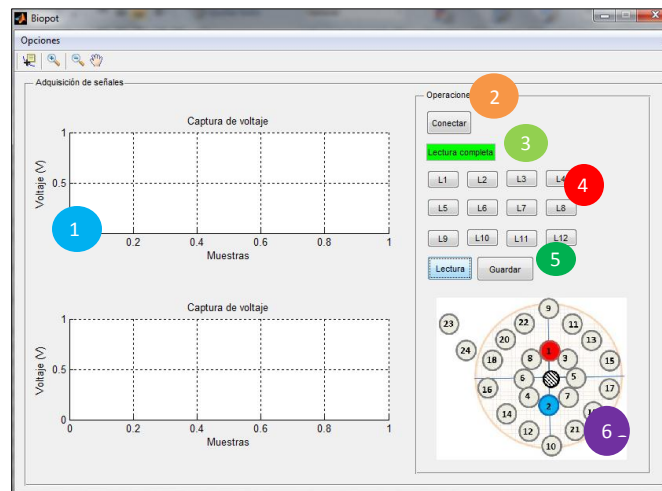 Biopot
Opciones
Adquisición de señales
Captura de voltaje
Voltaje (V)
1
0.5
0.2 0.4 0.6 0.8 1
Muestras
1
Captura de voltaje
Voltaje (V)
1
0.5
0
0 0.2 0.4 0.6 0.8 1
Muestras
Operacione
2
Conectar
3
Lectura completa
L1 L2 L3 L4
4
L5 L6 L7 L8
L9 L10 L11 L12
5
Lectura Guardar
9
23 22 11
20 13
24 18 8 1 3 15
6 5
16 4 2 7 17
14
12 21
10
6